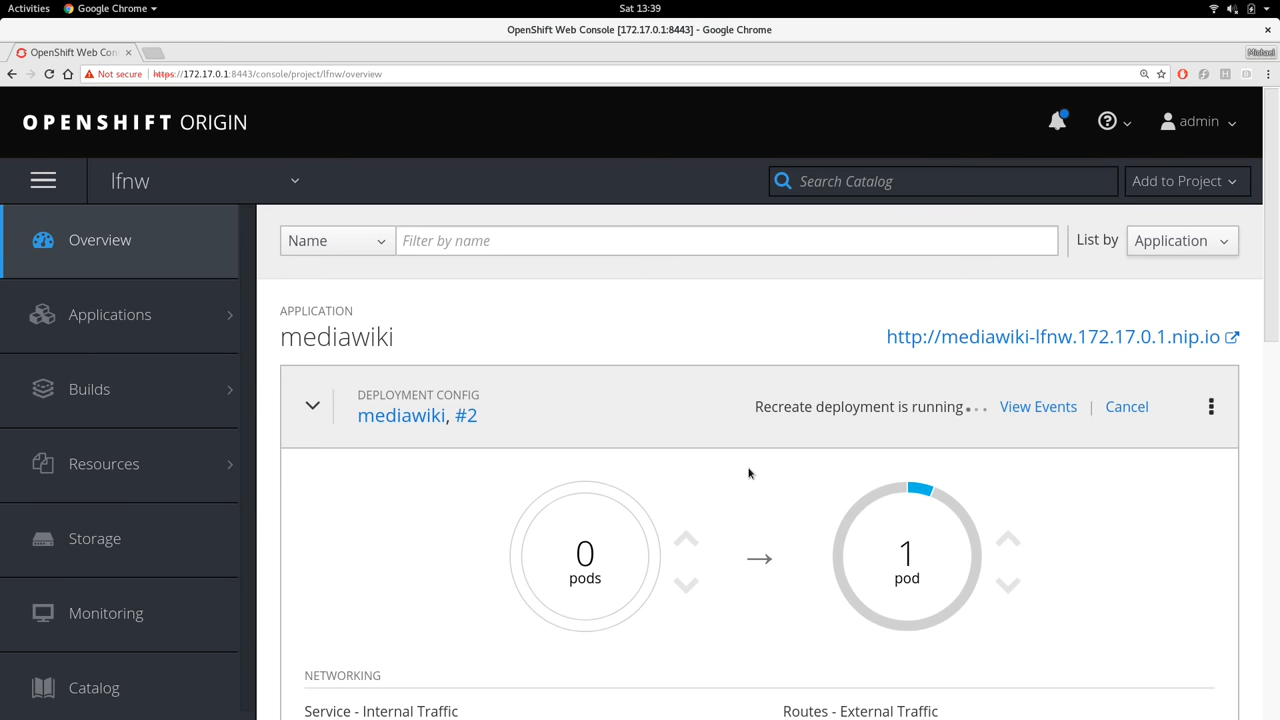 Activities Google Chrome Sat 13:39
OpenShift Web Console [172.17.0.1:8443] - Google Chrome
OpenShift Web Con Michael
Not secure https://172.17.0.1:8443/console/project/lfnw/overview
OPENSHIFT ORIGIN admin
lfnw Search Catalog Add to Project
Overview
Applications
Builds
Resources
Storage
Monitoring
Catalog
Name Filter by name List by Application
APPLICATION
mediawiki http://mediawiki-lfnw.172.17.0.1.nip.io
DEPLOYMENT CONFIG
mediawiki, #2 Recreate deployment is running... View Events | Cancel
0 pods → 1 pod
NETWORKING
Service - Internal Traffic Routes - External Traffic